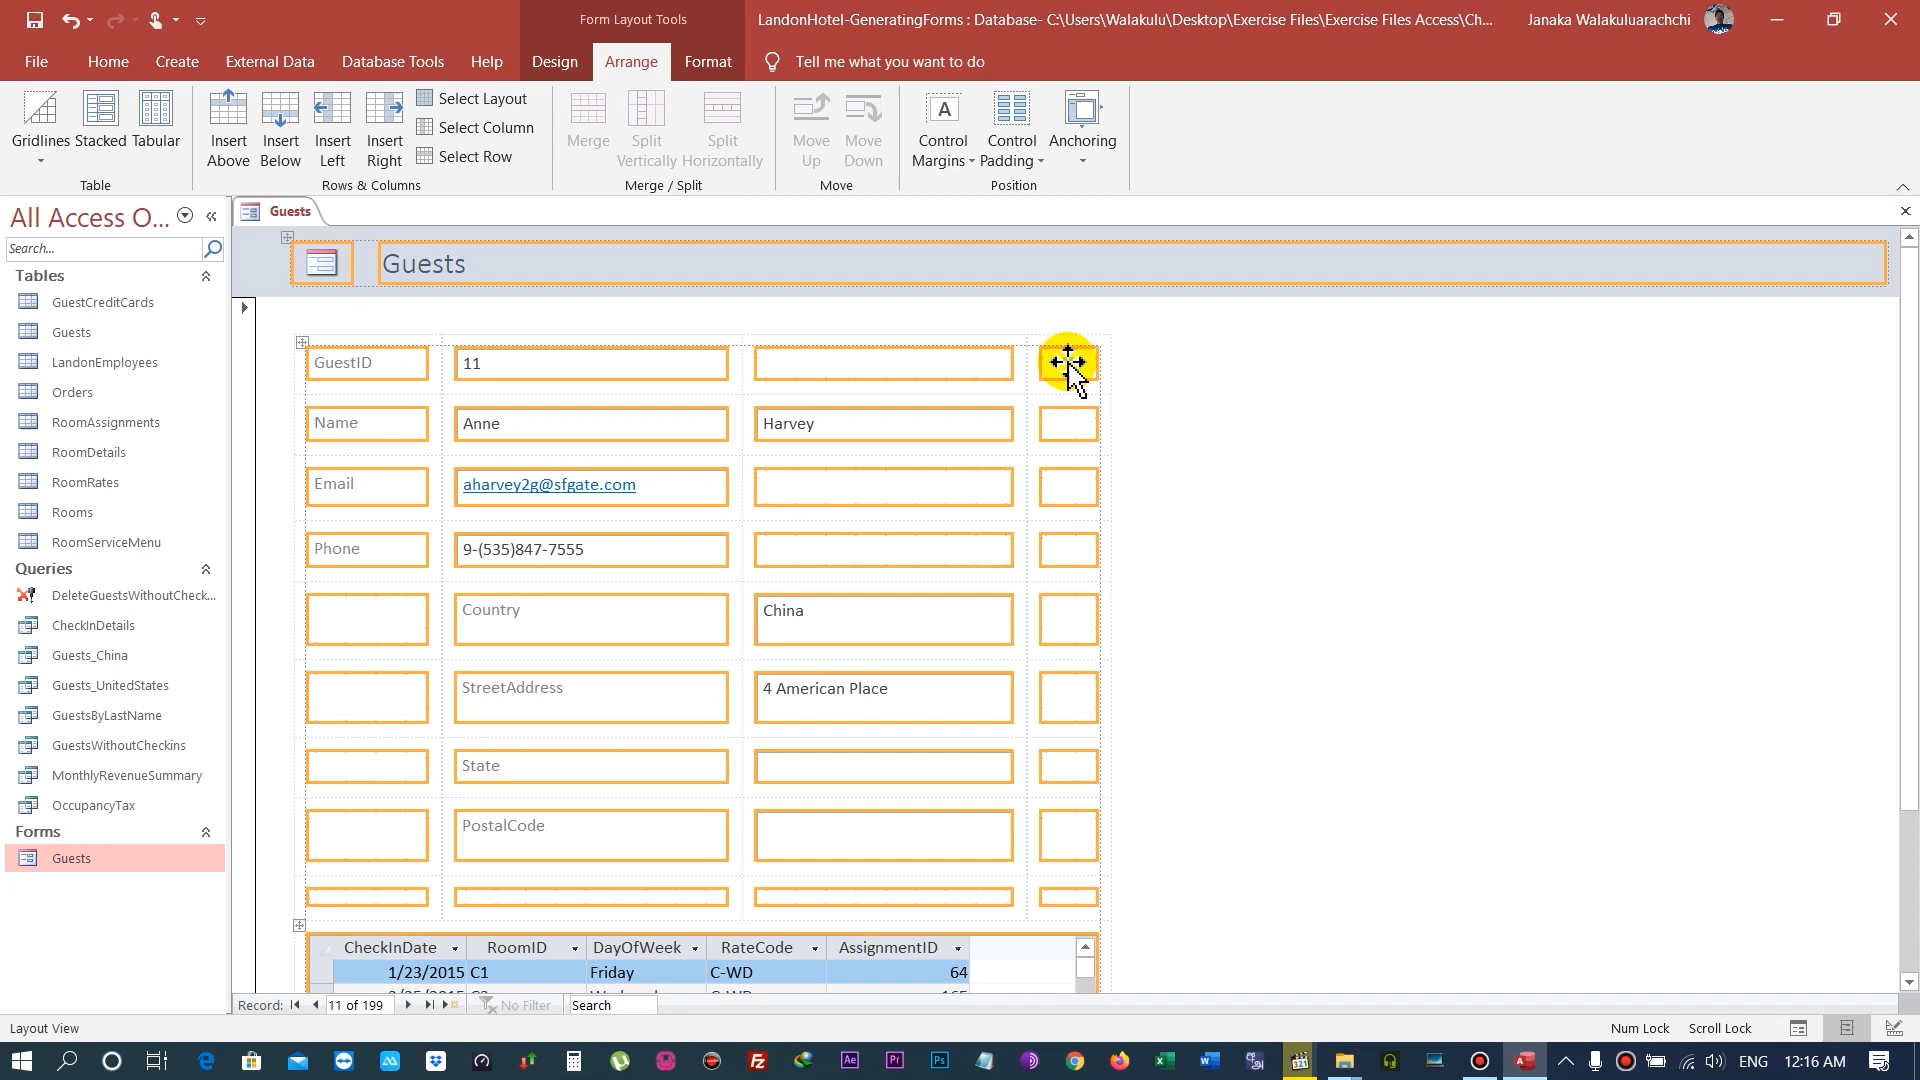 Form Layout Tools
LandonHotel-GeneratingForms : Database- C:\Users\Walakulu\Desktop\Exercise Files\Exercise Files Access\Ch...
Janaka Walakuluarachchi
File
Home
Create
External Data
Database Tools
Help
Design
Arrange
Format
Tell me what you want to do
Gridlines
Stacked
Tabular
Insert Above
Insert Below
Insert Left
Insert Right
Select Layout
Select Column
Select Row
Merge
Split Vertically
Split Horizontally
Move Up
Move Down
Control Margins
Control Padding
Anchoring
Table
Rows & Columns
Merge / Split
Move
Position
All Access O...
Search...
Tables
GuestCreditCards
Guests
LandonEmployees
Orders
RoomAssignments
RoomDetails
RoomRates
Rooms
RoomServiceMenu
Queries
DeleteGuestsWithoutCheck...
CheckInDetails
Guests_China
Guests_UnitedStates
GuestsByLastName
GuestsWithoutCheckins
MonthlyRevenueSummary
OccupancyTax
Forms
Guests
Guests
Guests
GuestID 11
Name Anne Harvey
Email aharvey2g@sfgate.com
Phone 9-(535)847-7555
Country China
StreetAddress 4 American Place
State
PostalCode
CheckInDate RoomID DayOfWeek RateCode AssignmentID
1/23/2015 C1 Friday C-WD 64
Record: 11 of 199 No Filter Search
Layout View
Num Lock Scroll Lock
ENG 12:16 AM